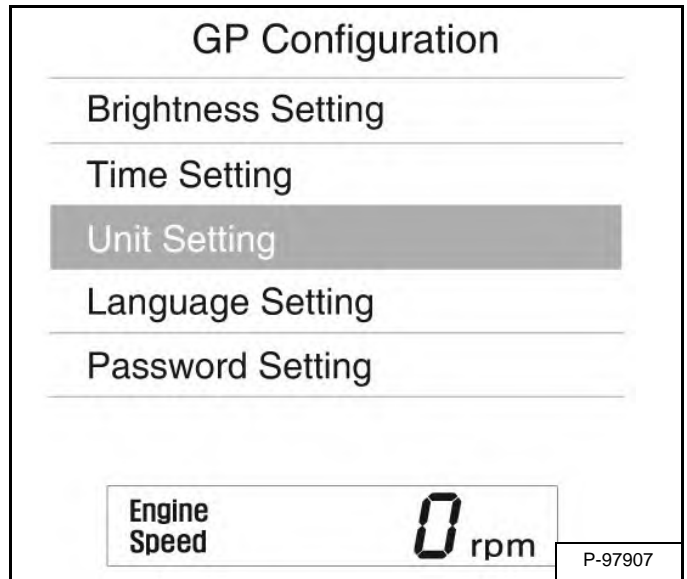 GP Configuration
Brightness Setting
Time Setting
Unit Setting
Language Setting
Password Setting
Engine
Speed
0 rpm
P-97907